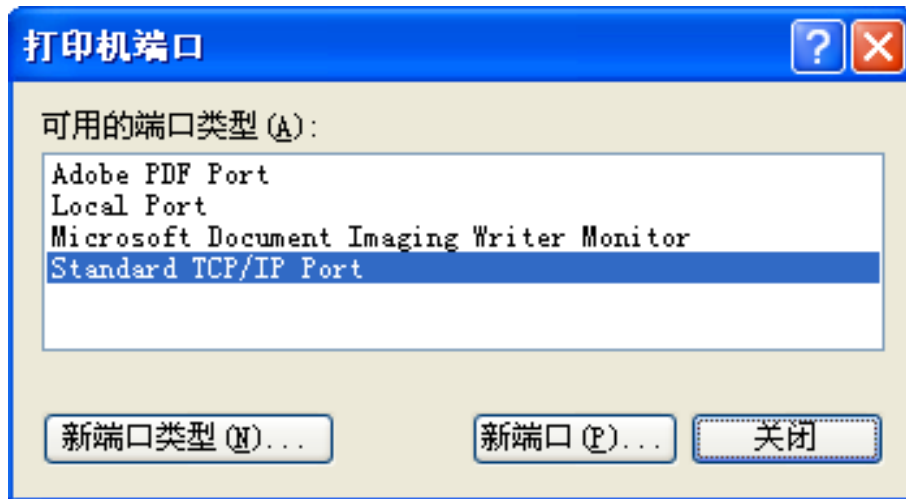 打印机端口
可用的端口类型(A):
Adobe PDF Port
Local Port
Microsoft Document Imaging Writer Monitor
Standard TCP/IP Port
新端口类型(N)... 新端口(P)... 关闭